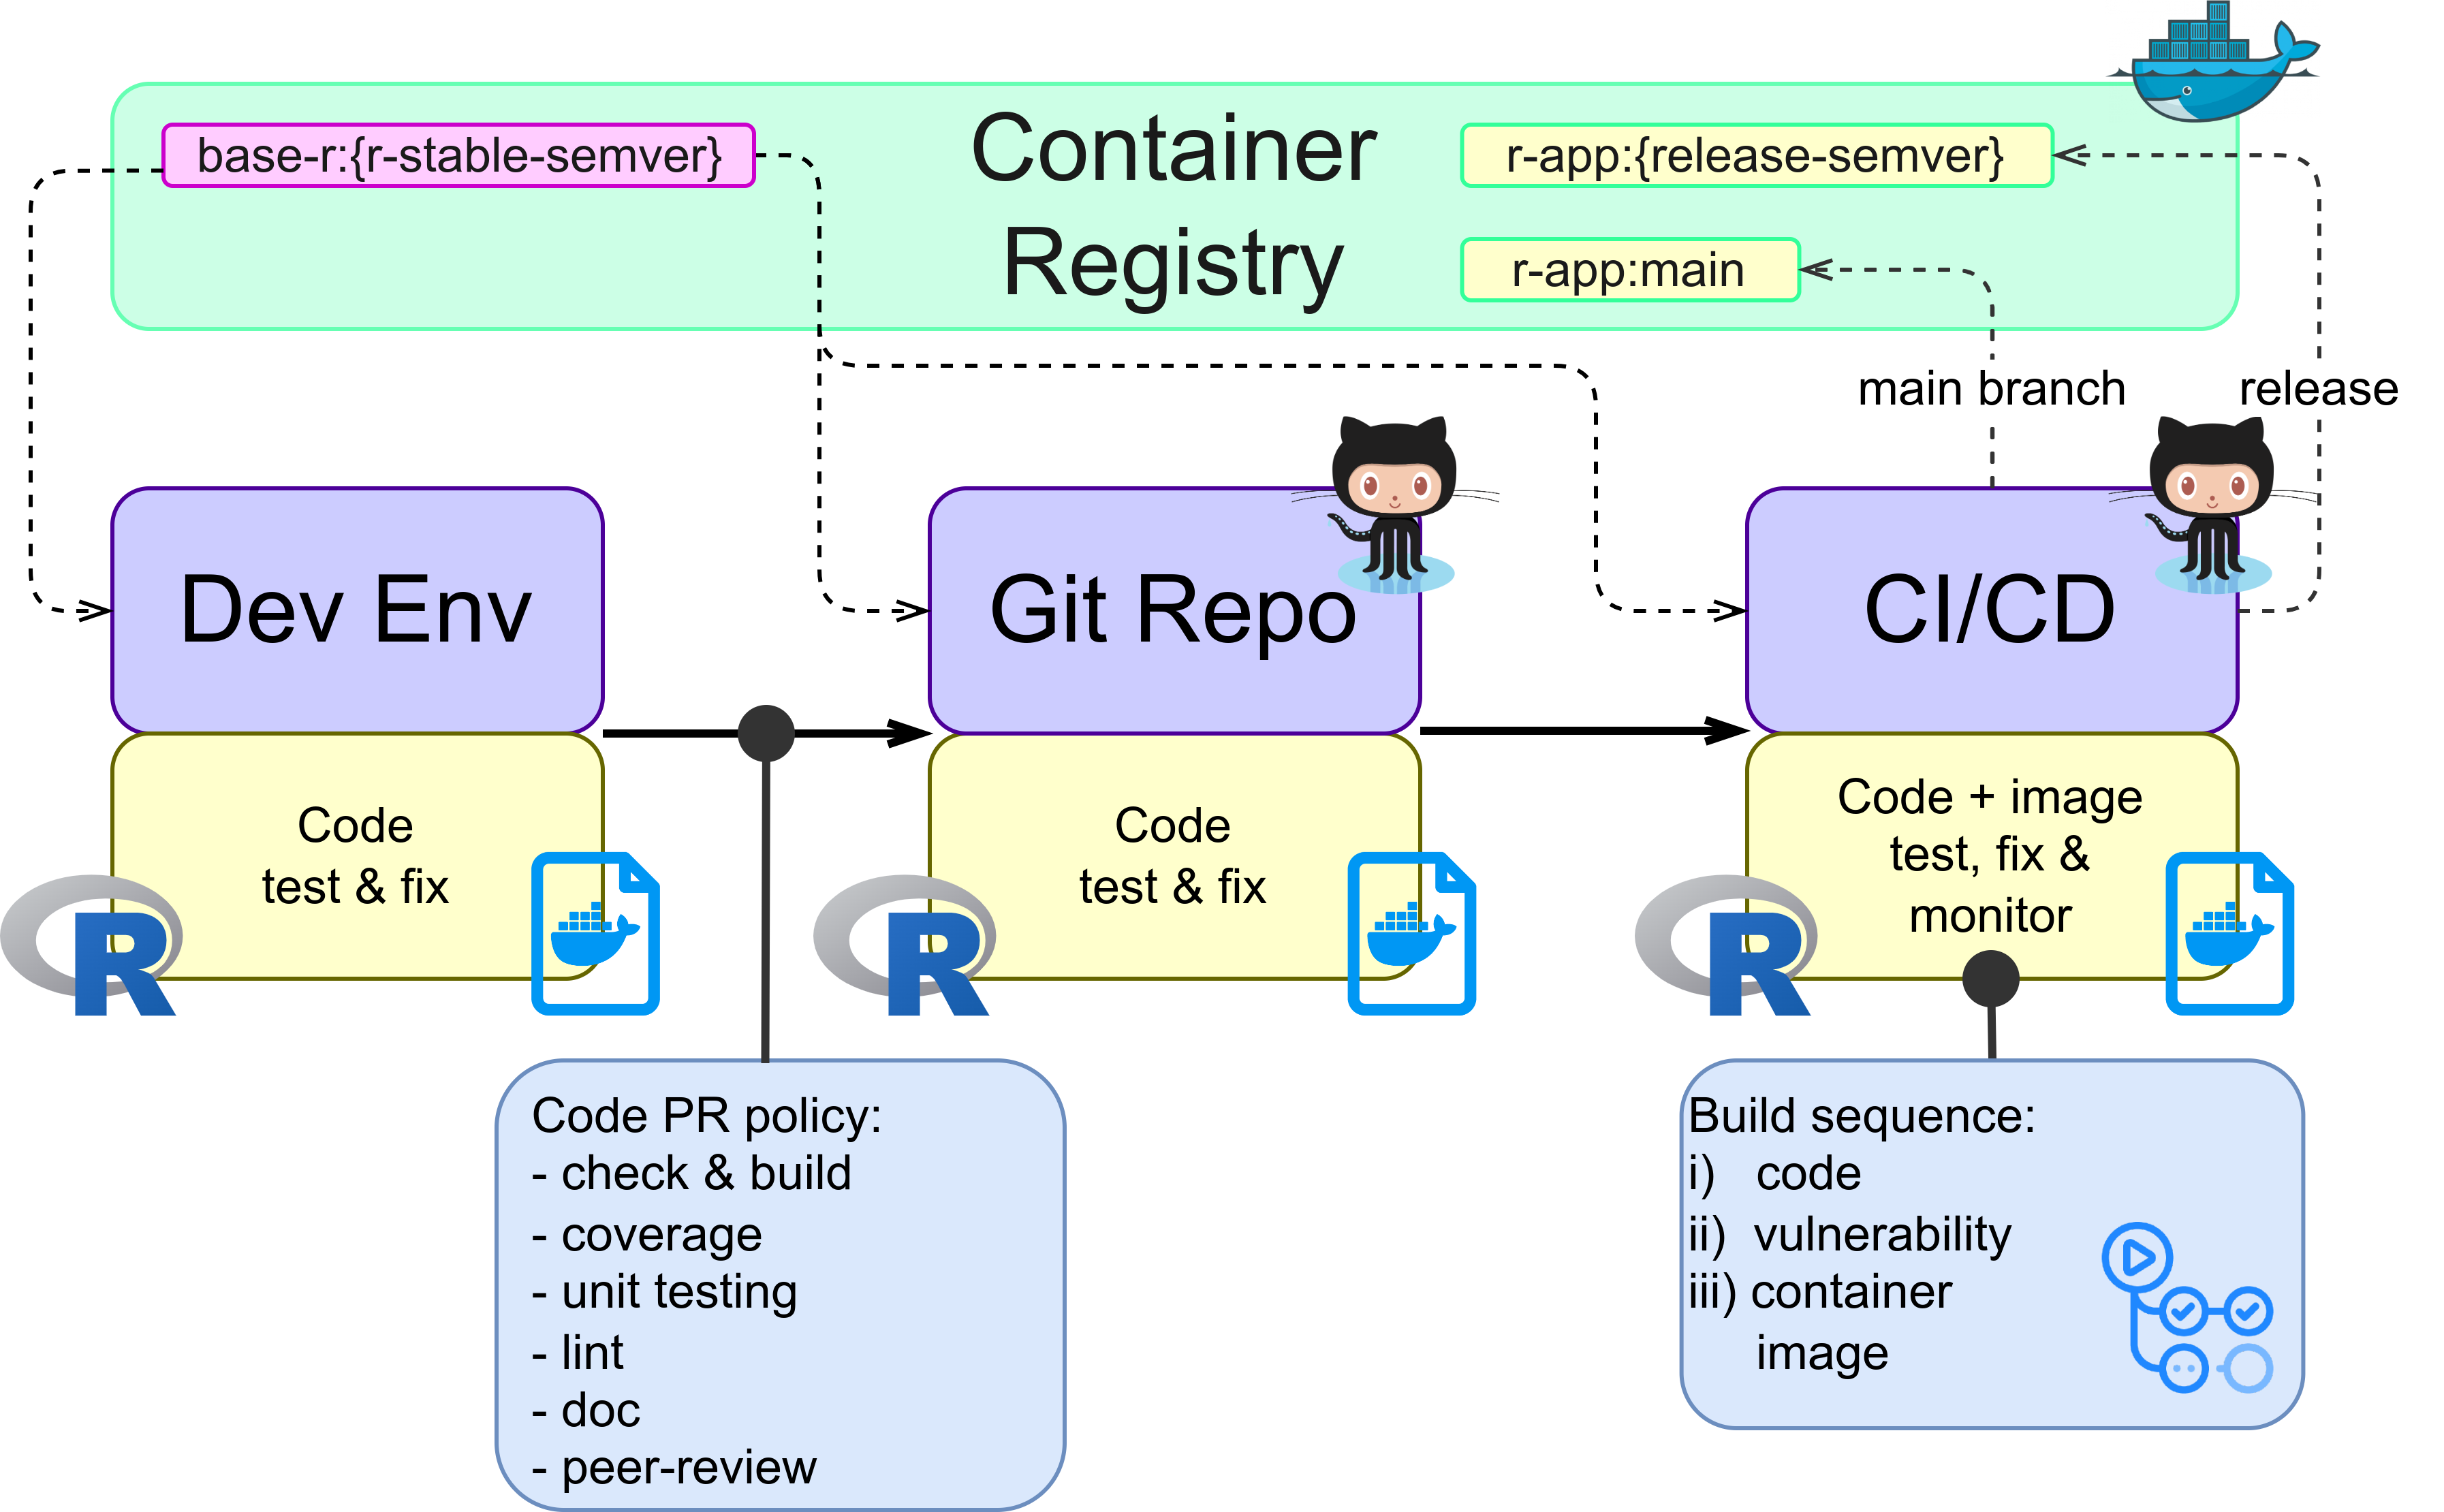 base-r:{r-stable-semver}
Container
Registry
r-app:{release-semver}
r-app:main
main branch
release
Dev Env
Git Repo
CI/CD
Code
test & fix
Code
test & fix
Code + image
test, fix &
monitor
R
R
R
Code PR policy:
- check & build
- coverage
- unit testing
- lint
- doc
- peer-review
Build sequence:
i) code
ii) vulnerability
iii) container
image